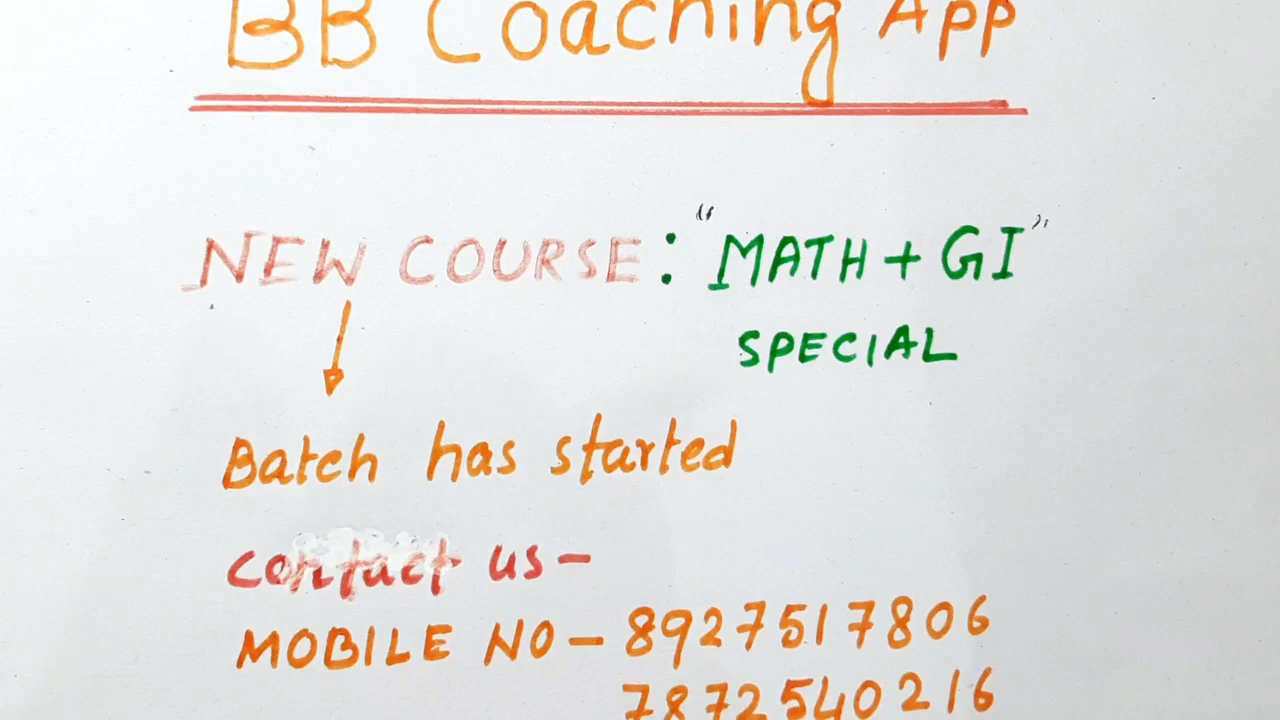 BB Coaching App
NEW COURSE : "MATH + GI"
SPECIAL
Batch has started
contact us -
MOBILE NO - 8927517806
7872540216